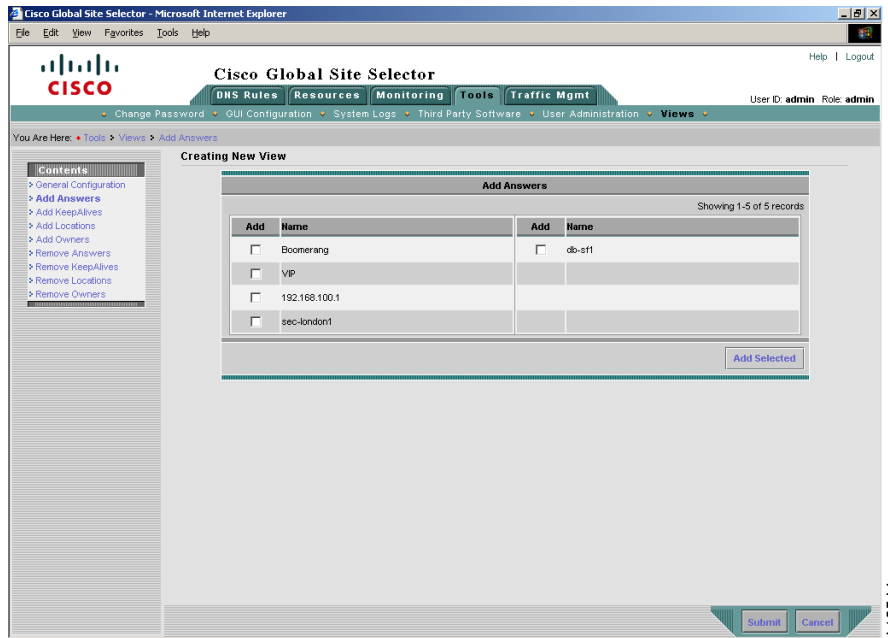 Cisco Global Site Selector - Microsoft Internet Explorer
File Edit View Favorites Tools Help
Help | Logout
CISCO
Cisco Global Site Selector
DNS Rules Resources Monitoring Tools Traffic Mgmt
User ID: admin Role: admin
Change Password GUI Configuration System Logs Third Party Software User Administration Views
You Are Here: Tools Views Add Answers
Creating New View
Contents
General Configuration
Add Answers
Add KeepAlives
Add Locations
Add Owners
Remove Answers
Remove KeepAlives
Remove Locations
Remove Owners
Add Answers
Showing 1-5 of 5 records
Add Name Add Name
Boomerang db-sf1
VIP
192.168.100.1
sec-london1
Add Selected
Submit Cancel